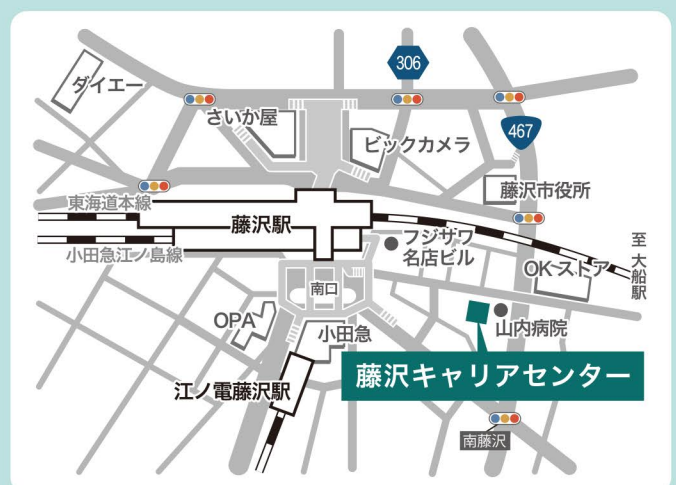 306
ダイエー
さいか屋
467
ビックカメラ
藤沢市役所
東海道本線
藤沢駅
フジサワ
名店ビル
小田急江ノ島線
OKストア
至 大船駅
南口
OPA
小田急
山内病院
江ノ電藤沢駅
藤沢キャリアセンター
南藤沢